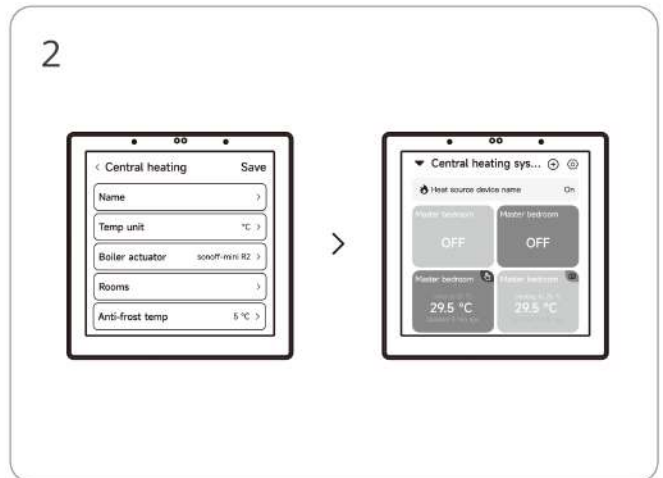 2
< Central heating Save
Name >
Temp unit °C >
Boiler actuator sonoff-mini R2 >
Rooms >
Anti-frost temp 5 °C >
>
Central heating sys...
Heat source device name On
Master bedroom Master bedroom
OFF OFF
Master bedroom Master bedroom
29.5 °C 29.5 °C